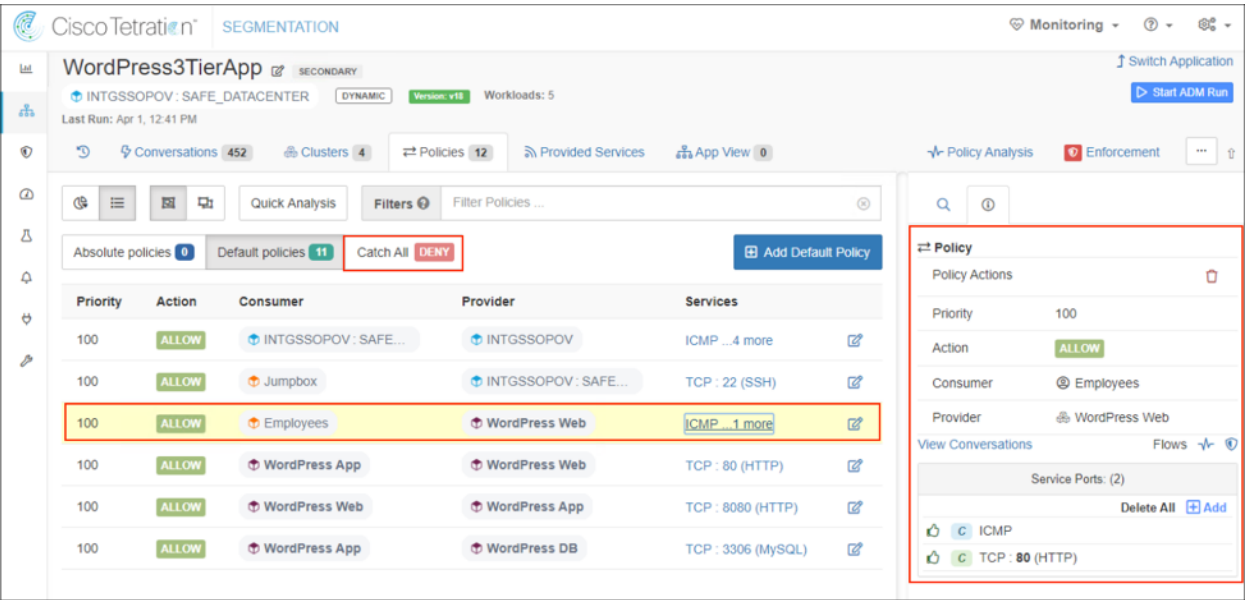 Cisco Tetration SEGMENTATION Monitoring
WordPress3TierApp SECONDARY Switch Application
INTGSSOPOV : SAFE_DATACENTER DYNAMIC Version: v18 Workloads: 5 Start ADM Run
Last Run: Apr 1, 12:41 PM
Conversations 452 Clusters 4 Policies 12 Provided Services App View 0 Policy Analysis Enforcement ...
Quick Analysis Filters ? Filter Policies ...
Absolute policies 0 Default policies 11 Catch All DENY Add Default Policy
Priority Action Consumer Provider Services
100 ALLOW INTGSSOPOV : SAFE... INTGSSOPOV ICMP ...4 more
100 ALLOW Jumpbox INTGSSOPOV : SAFE... TCP : 22 (SSH)
100 ALLOW Employees WordPress Web ICMP ...1 more
100 ALLOW WordPress App WordPress Web TCP : 80 (HTTP)
100 ALLOW WordPress Web WordPress App TCP : 8080 (HTTP)
100 ALLOW WordPress App WordPress DB TCP : 3306 (MySQL)
Policy
Policy Actions
Priority 100
Action ALLOW
Consumer Employees
Provider WordPress Web
View Conversations Flows
Service Ports: (2)
Delete All Add
C ICMP
C TCP : 80 (HTTP)